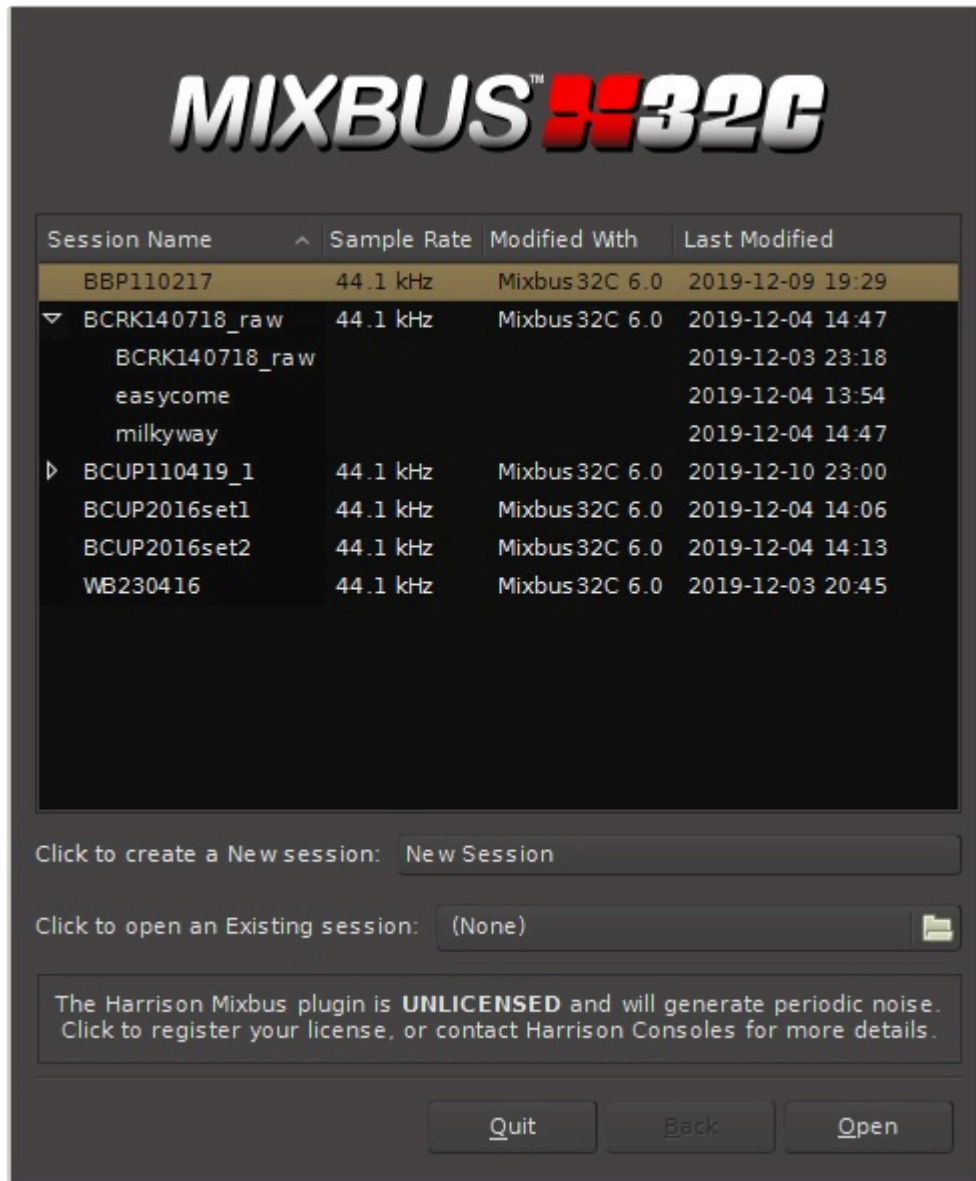 MIXBUS™ 32C
Session Name Sample Rate Modified With Last Modified
BBP110217 44.1 kHz Mixbus32C 6.0 2019-12-09 19:29
BCRK140718_raw 44.1 kHz Mixbus32C 6.0 2019-12-04 14:47
BCRK140718_raw 2019-12-03 23:18
easycome 2019-12-04 13:54
milkyway 2019-12-04 14:47
BCUP110419_1 44.1 kHz Mixbus32C 6.0 2019-12-10 23:00
BCUP2016set1 44.1 kHz Mixbus32C 6.0 2019-12-04 14:06
BCUP2016set2 44.1 kHz Mixbus32C 6.0 2019-12-04 14:13
WB230416 44.1 kHz Mixbus32C 6.0 2019-12-03 20:45
Click to create a New session: New Session
Click to open an Existing session: (None)
The Harrison Mixbus plugin is UNLICENSED and will generate periodic noise.
Click to register your license, or contact Harrison Consoles for more details.
Quit Back Open